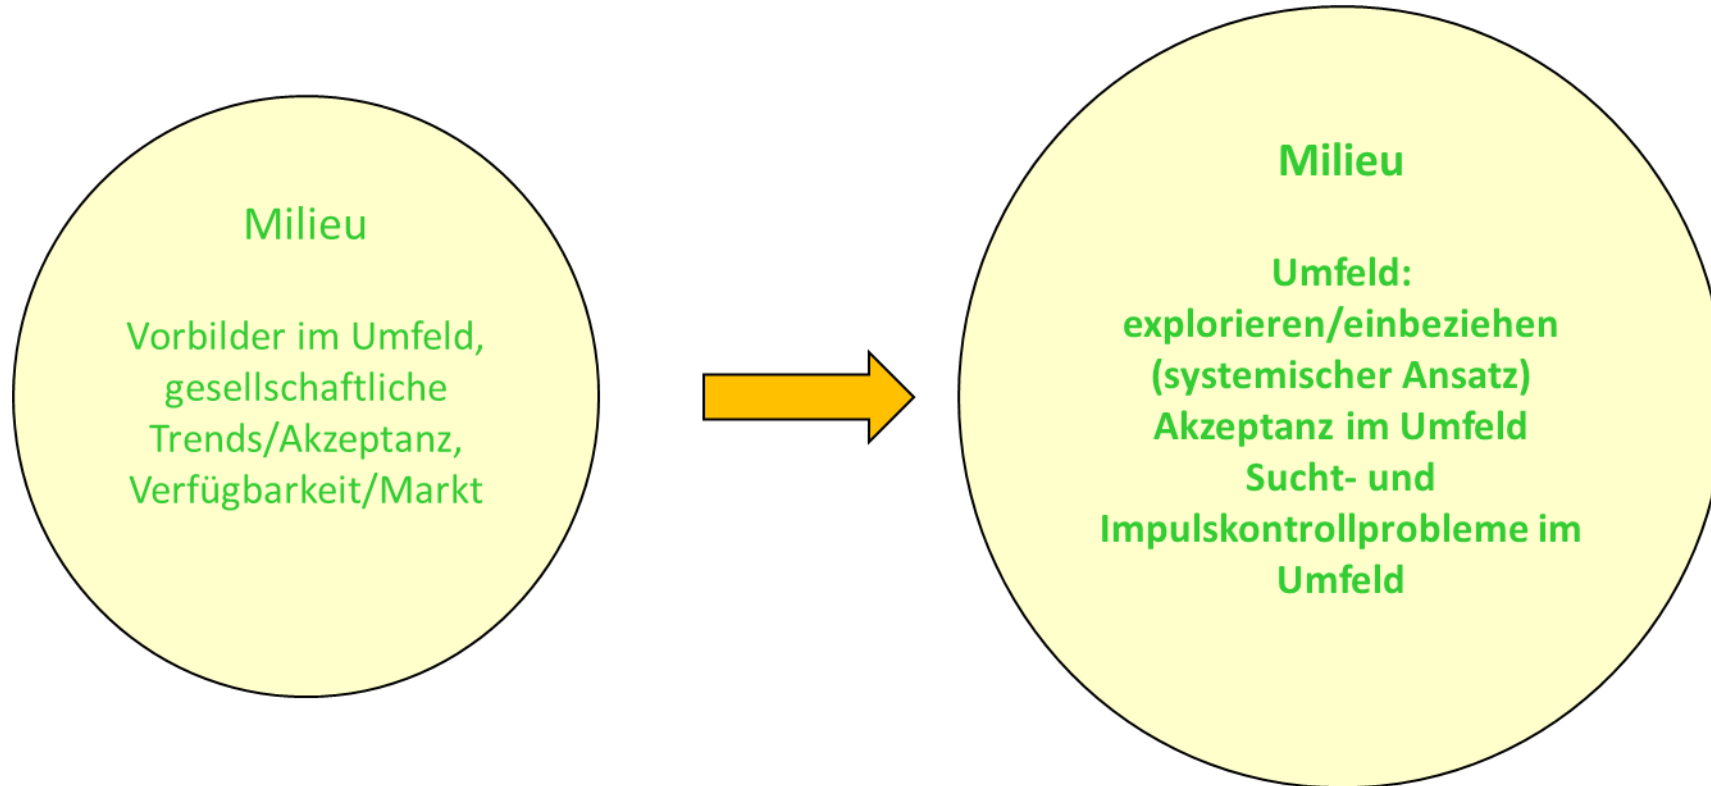 Milieu
Vorbilder im Umfeld,
gesellschaftliche
Trends/Akzeptanz,
Verfügbarkeit/Markt
Milieu
Umfeld:
explorieren/einbeziehen
(systemischer Ansatz)
Akzeptanz im Umfeld
Sucht- und
Impulskontrollprobleme im
Umfeld